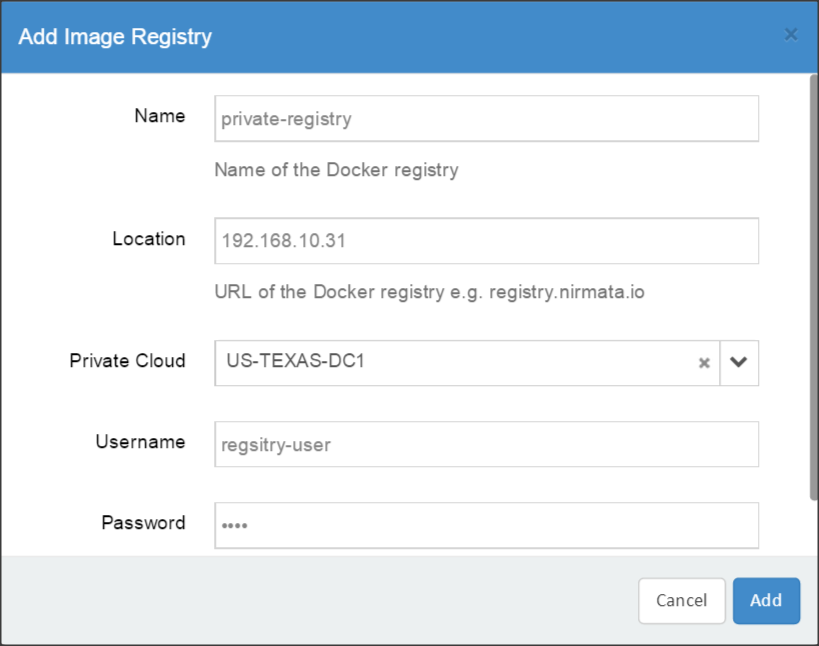 Add Image Registry
Name
private-registry
Name of the Docker registry
Location
192.168.10.31
URL of the Docker registry e.g. registry.nirmata.io
Private Cloud
US-TEXAS-DC1
Username
regsitry-user
Password
••••
Cancel
Add